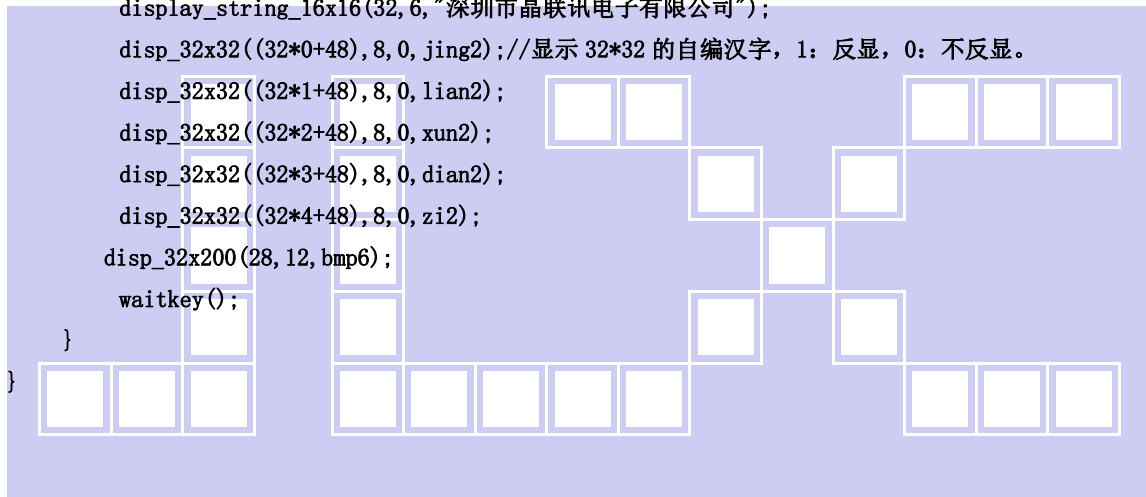 display_string_16x16(32,6,"深圳市晶联讯电子有限公司");
disp_32x32((32*0+48),8,0,jing2);//显示 32*32 的自编汉字，1：反显，0：不反显。
disp_32x32((32*1+48),8,0,lian2);
disp_32x32((32*2+48),8,0,xun2);
disp_32x32((32*3+48),8,0,dian2);
disp_32x32((32*4+48),8,0,zi2);
disp_32x200(28,12,bmp6);
waitkey();
}
}